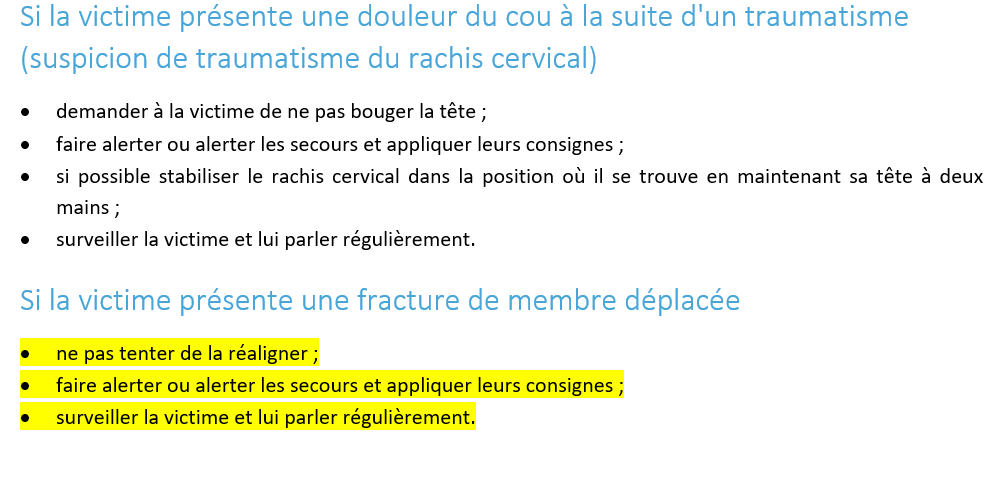 Si la victime présente une douleur du cou à la suite d'un traumatisme
(suspicion de traumatisme du rachis cervical)
• demander à la victime de ne pas bouger la tête ;
• faire alerter ou alerter les secours et appliquer leurs consignes ;
• si possible stabiliser le rachis cervical dans la position où il se trouve en maintenant sa tête à deux
mains ;
• surveiller la victime et lui parler régulièrement.
Si la victime présente une fracture de membre déplacée
• ne pas tenter de la réaligner ;
• faire alerter ou alerter les secours et appliquer leurs consignes ;
• surveiller la victime et lui parler régulièrement.